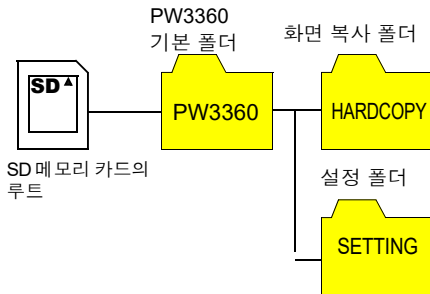 PW3360
기본 폴더
화면 복사 폴더
SD
PW3360
HARDCOPY
SD 메모리 카드의
루트
설정 폴더
SETTING